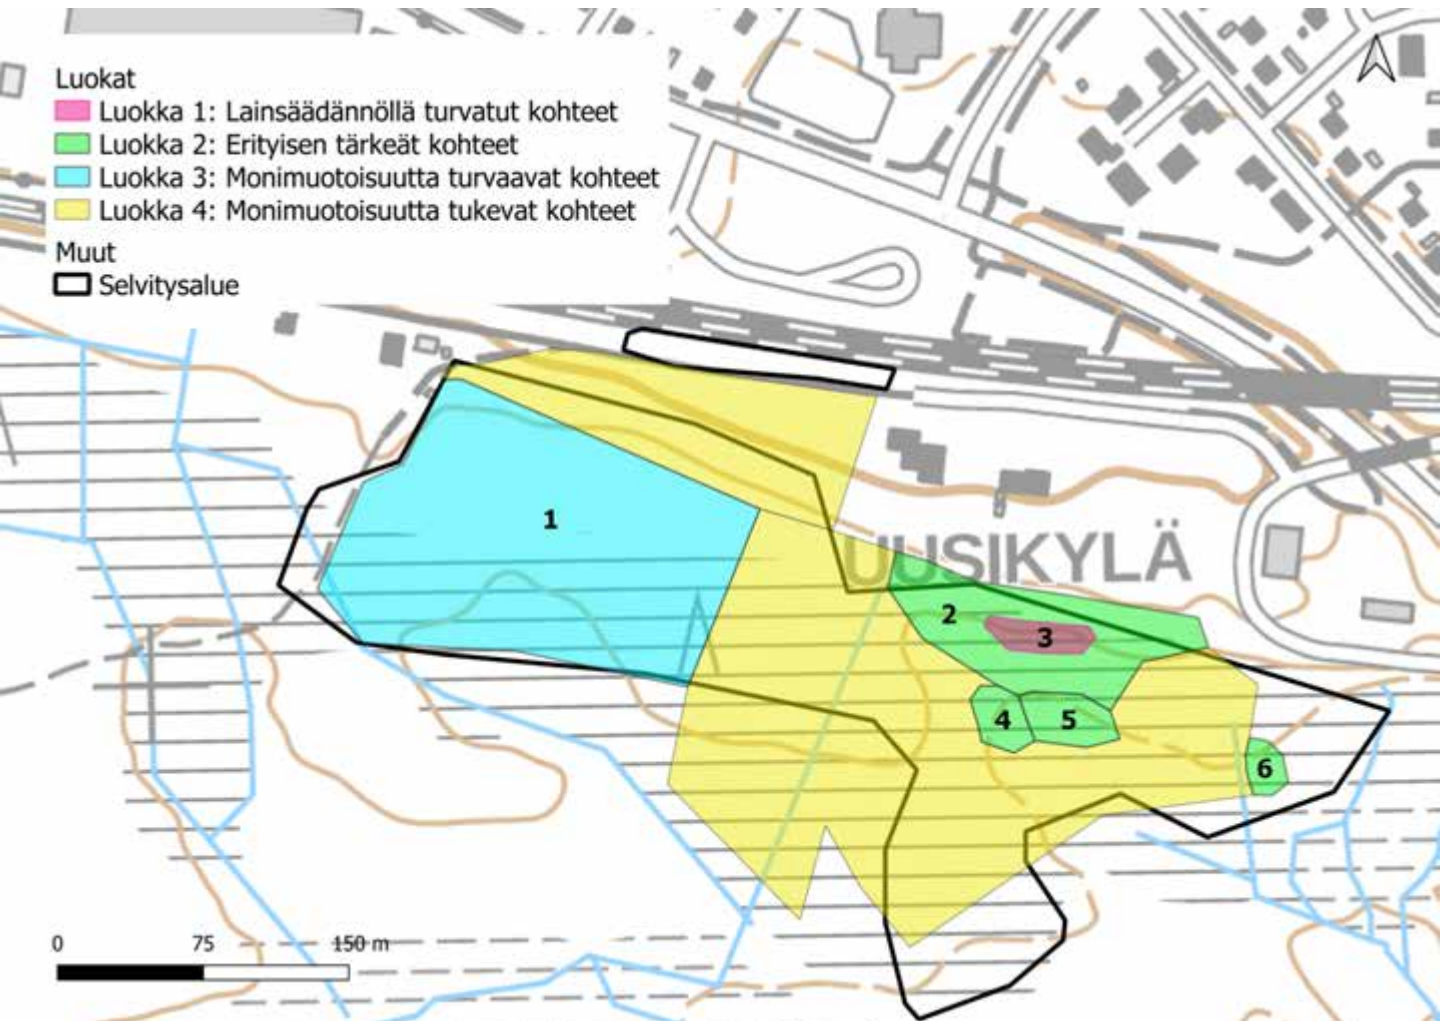 Luokat
Luokka 1: Lainsäädännöllä turvatut kohteet
Luokka 2: Erityisen tärkeät kohteet
Luokka 3: Monimuotoisuutta turvaavat kohteet
Luokka 4: Monimuotoisuutta tukevat kohteet
Muut
Selvitysalue
1
UUSIKYLÄ
2
3
4
5
6
0 75 150 m